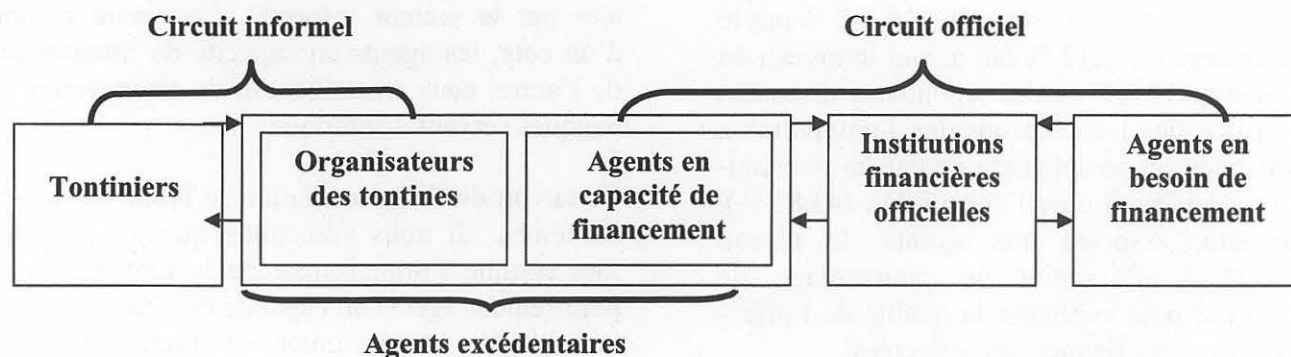 Circuit informel
Circuit officiel
Tontiniers
Organisateurs
des tontines
Agents en
capacité de
financement
Institutions
financières
officielles
Agents en
besoin de
financement
Agents excédentaires